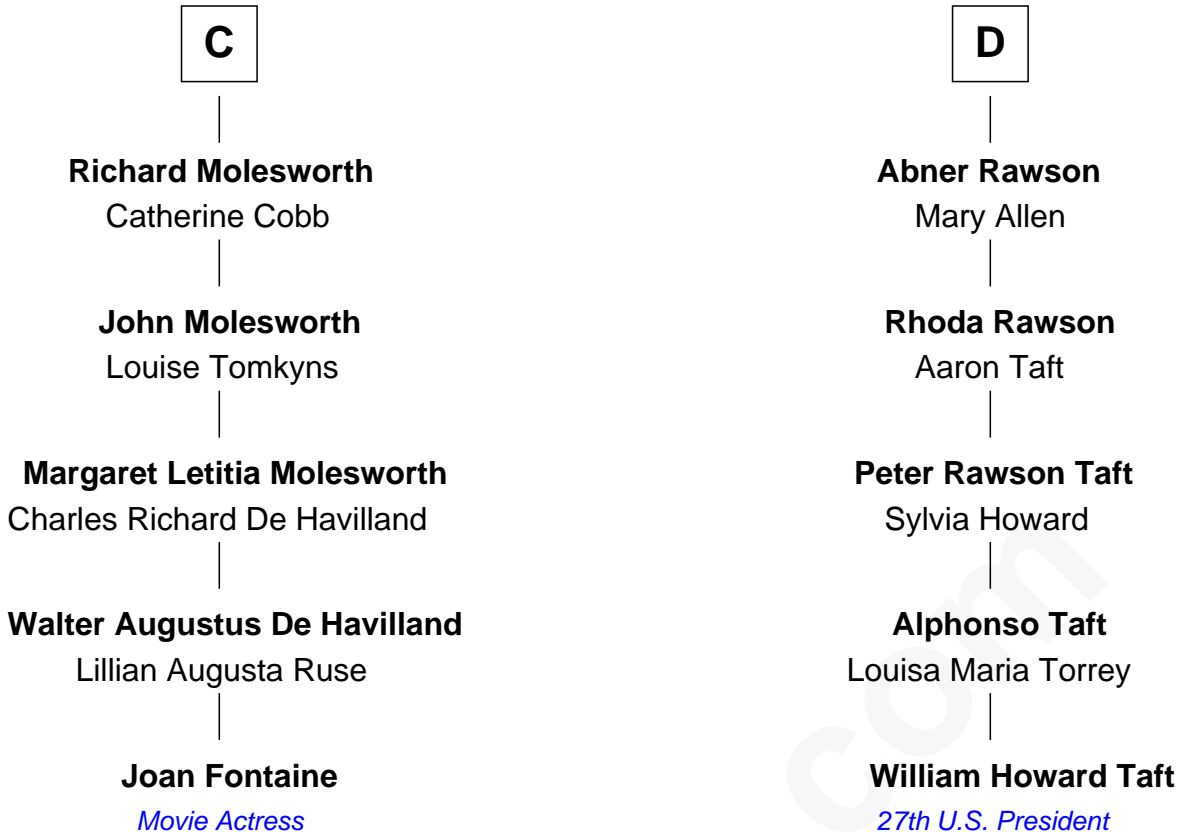 C
Richard Molesworth
Catherine Cobb
John Molesworth
Louise Tomkyns
Margaret Letitia Molesworth
Charles Richard De Havilland
Walter Augustus De Havilland
Lillian Augusta Ruse
Joan Fontaine
Movie Actress
D
Abner Rawson
Mary Allen
Rhoda Rawson
Aaron Taft
Peter Rawson Taft
Sylvia Howard
Alphonso Taft
Louisa Maria Torrey
William Howard Taft
27th U.S. President
com